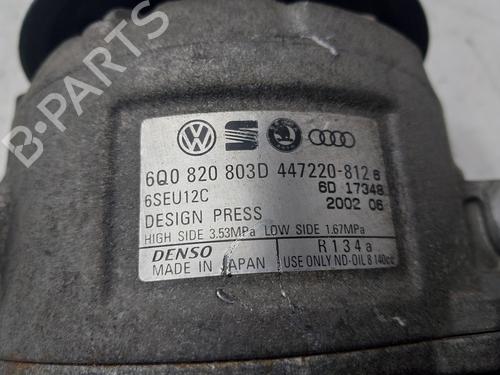 6Q0 820 803D 447220-812 8
6SEU12C 6D 17348
DESIGN PRESS 2002 06
HIGH SIDE 3.53MPa LOW SIDE 1.67MPa
DENSO R134a
MADE IN JAPAN USE ONLY ND-OIL 8 140cc
B-PARTS